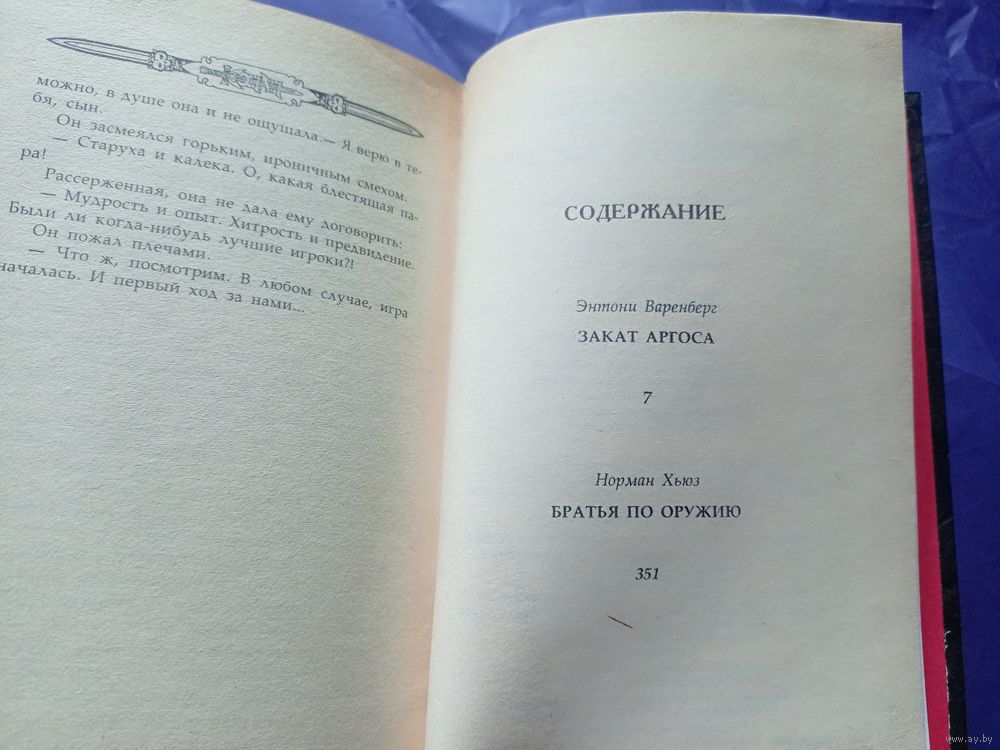 можно, в душе она и не ощущала.— Я верю в те-
бя, сын.
Он засмеялся горьким, ироничным смехом.
— Старуха и калека. О, какая блестящая па-
ра!
Рассерженная, она не дала ему договорить:
— Мудрость и опыт. Хитрость и предвидение.
Были ли когда-нибудь лучшие игроки?!
Он пожал плечами.
— Что ж, посмотрим. В любом случае, игра
началась. И первый ход за нами...
СОДЕРЖАНИЕ
Энтони Варенберг
ЗАКАТ АРГОСА
7
Норман Хьюз
БРАТЬЯ ПО ОРУЖИЮ
351
www.ay.by